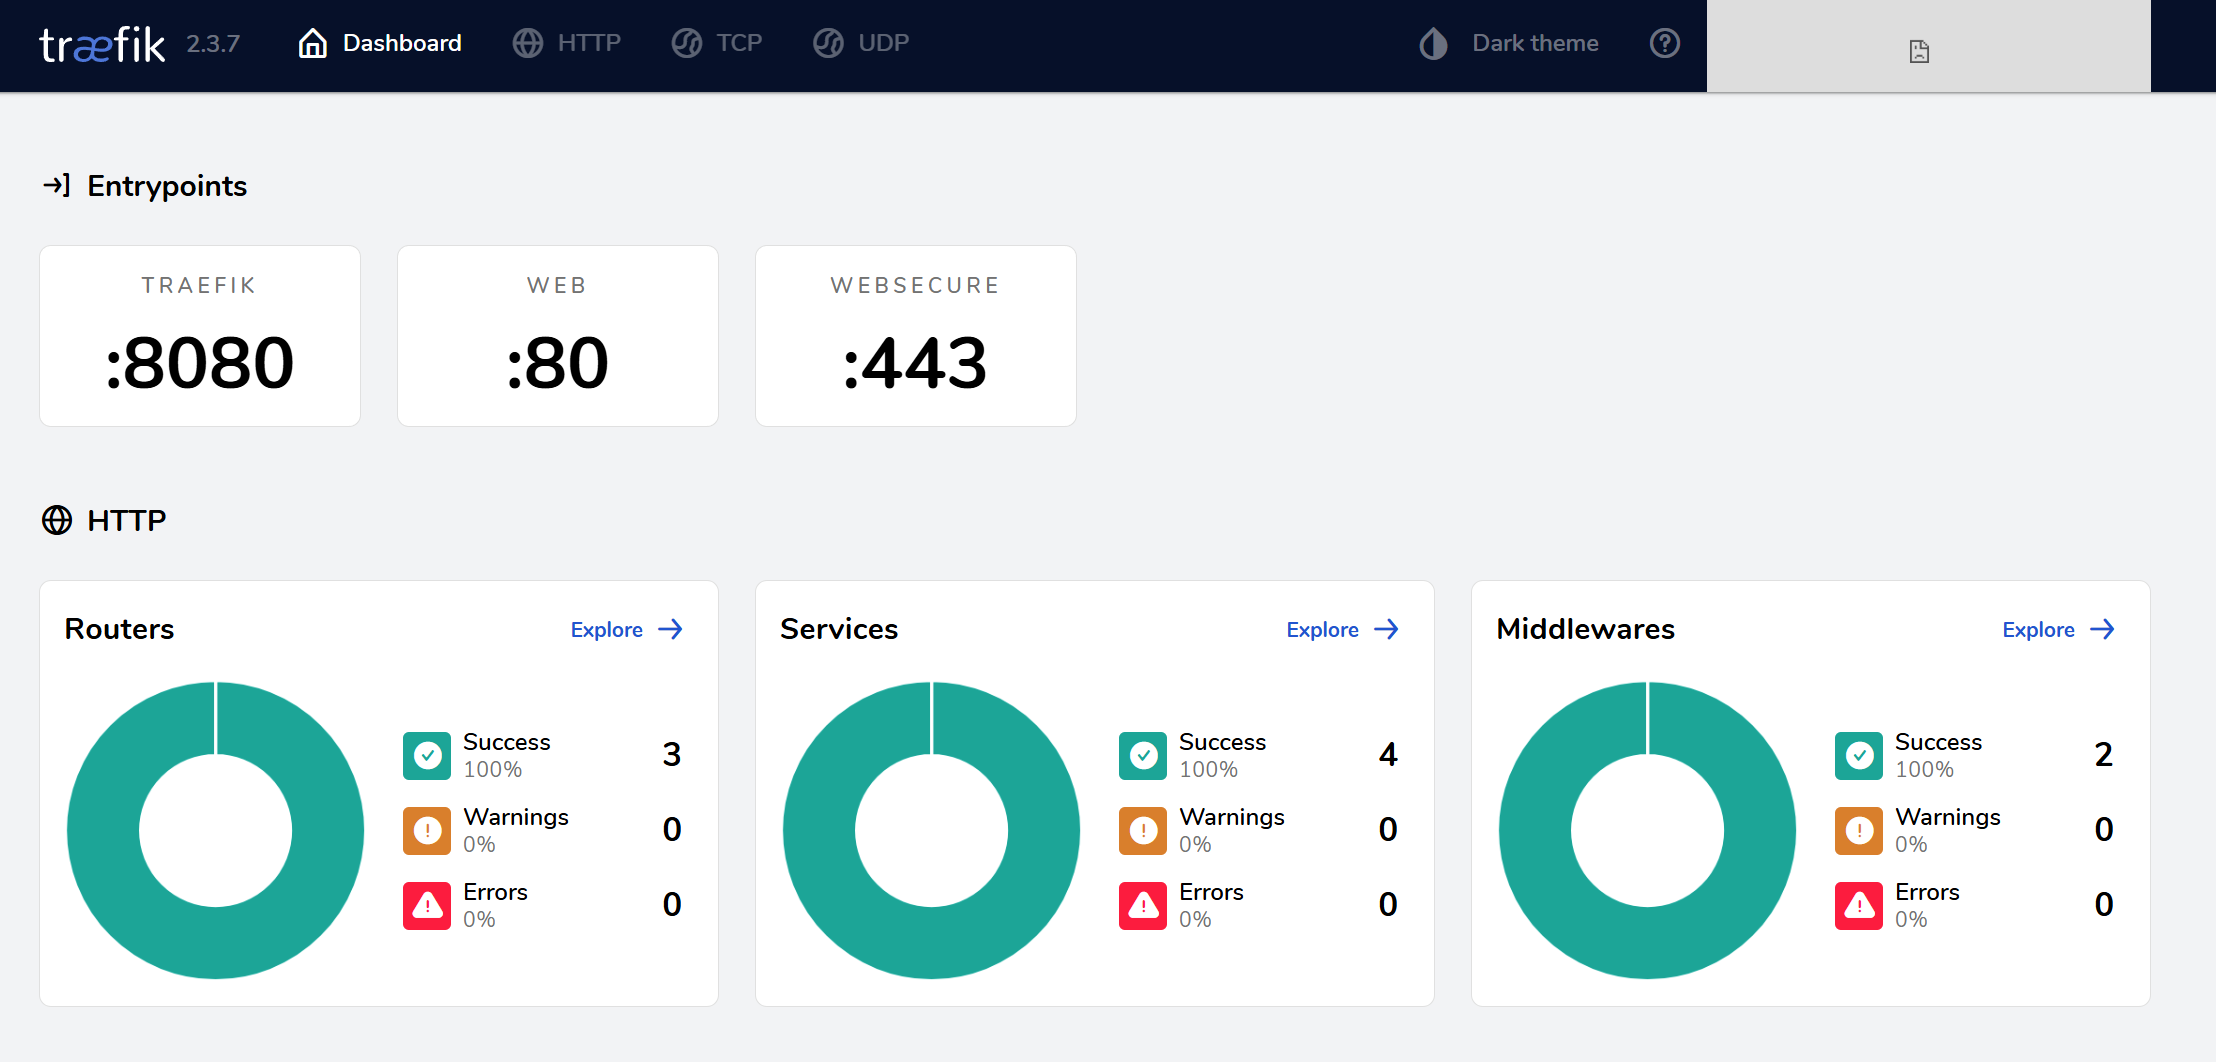 træfik 2.3.7 Dashboard HTTP TCP UDP Dark theme
Entrypoints
TRAEFIK
:8080
WEB
:80
WEBSECURE
:443
HTTP
Routers Explore
Success 3
100%
Warnings 0
0%
Errors 0
0%
Services Explore
Success 4
100%
Warnings 0
0%
Errors 0
0%
Middlewares Explore
Success 2
100%
Warnings 0
0%
Errors 0
0%